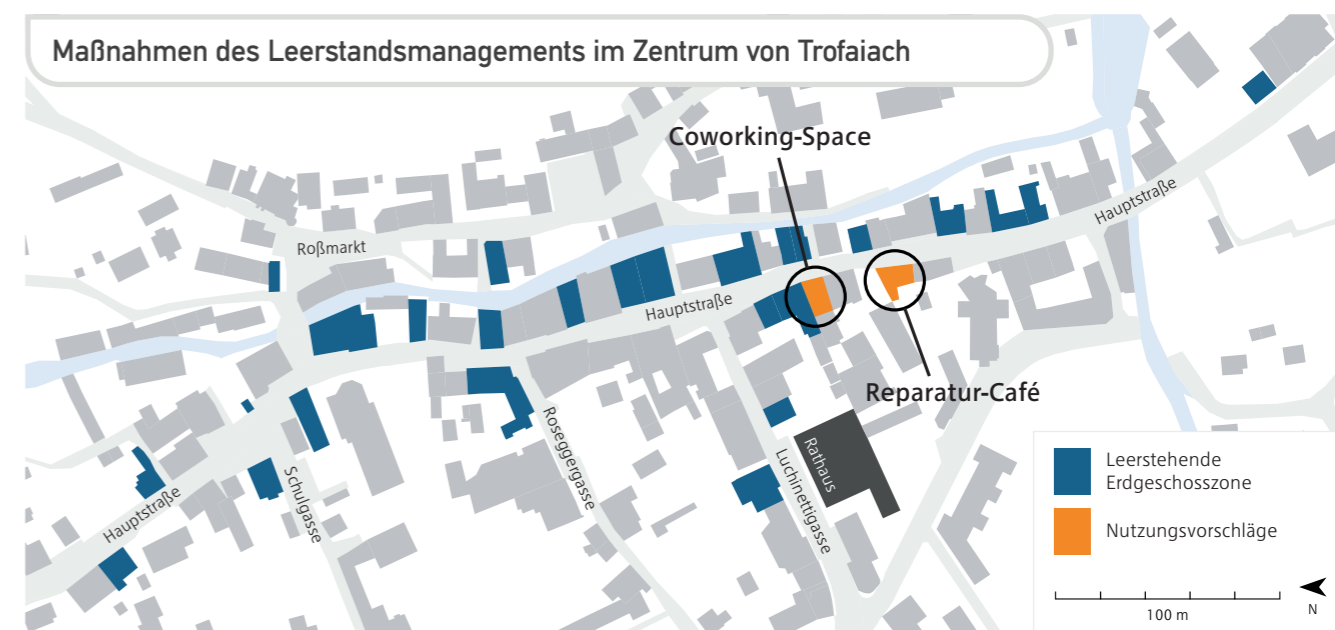 Maßnahmen des Leerstandsmanagements im Zentrum von Trofaiach
Coworking-Space
Hauptstraße
Roßmarkt
Hauptstraße
Reparatur-Café
Roseggergasse
Rathaus
Luchinettigasse
Schulgasse
Hauptstraße
Leerstehende
Erdgeschosszone
Nutzungsvorschläge
100 m
N